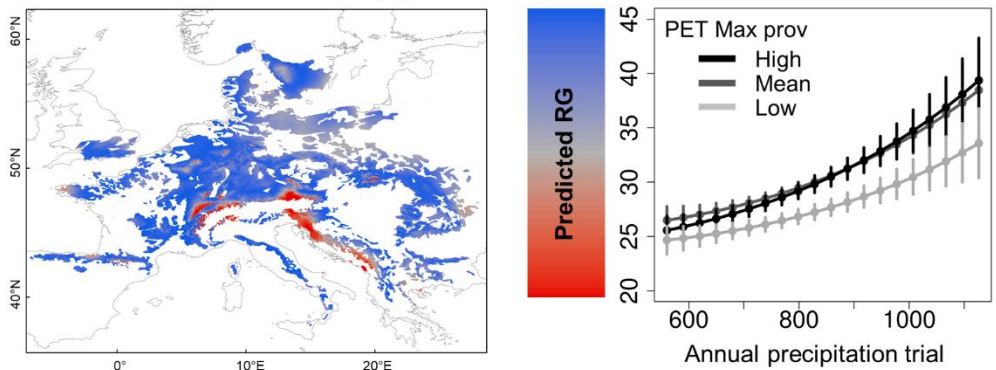 60°N
50°N
40°N
0°
10°E
20°E
Predicted RG
45
40
35
30
25
20
PET Max prov
High
Mean
Low
600
800
1000
Annual precipitation trial